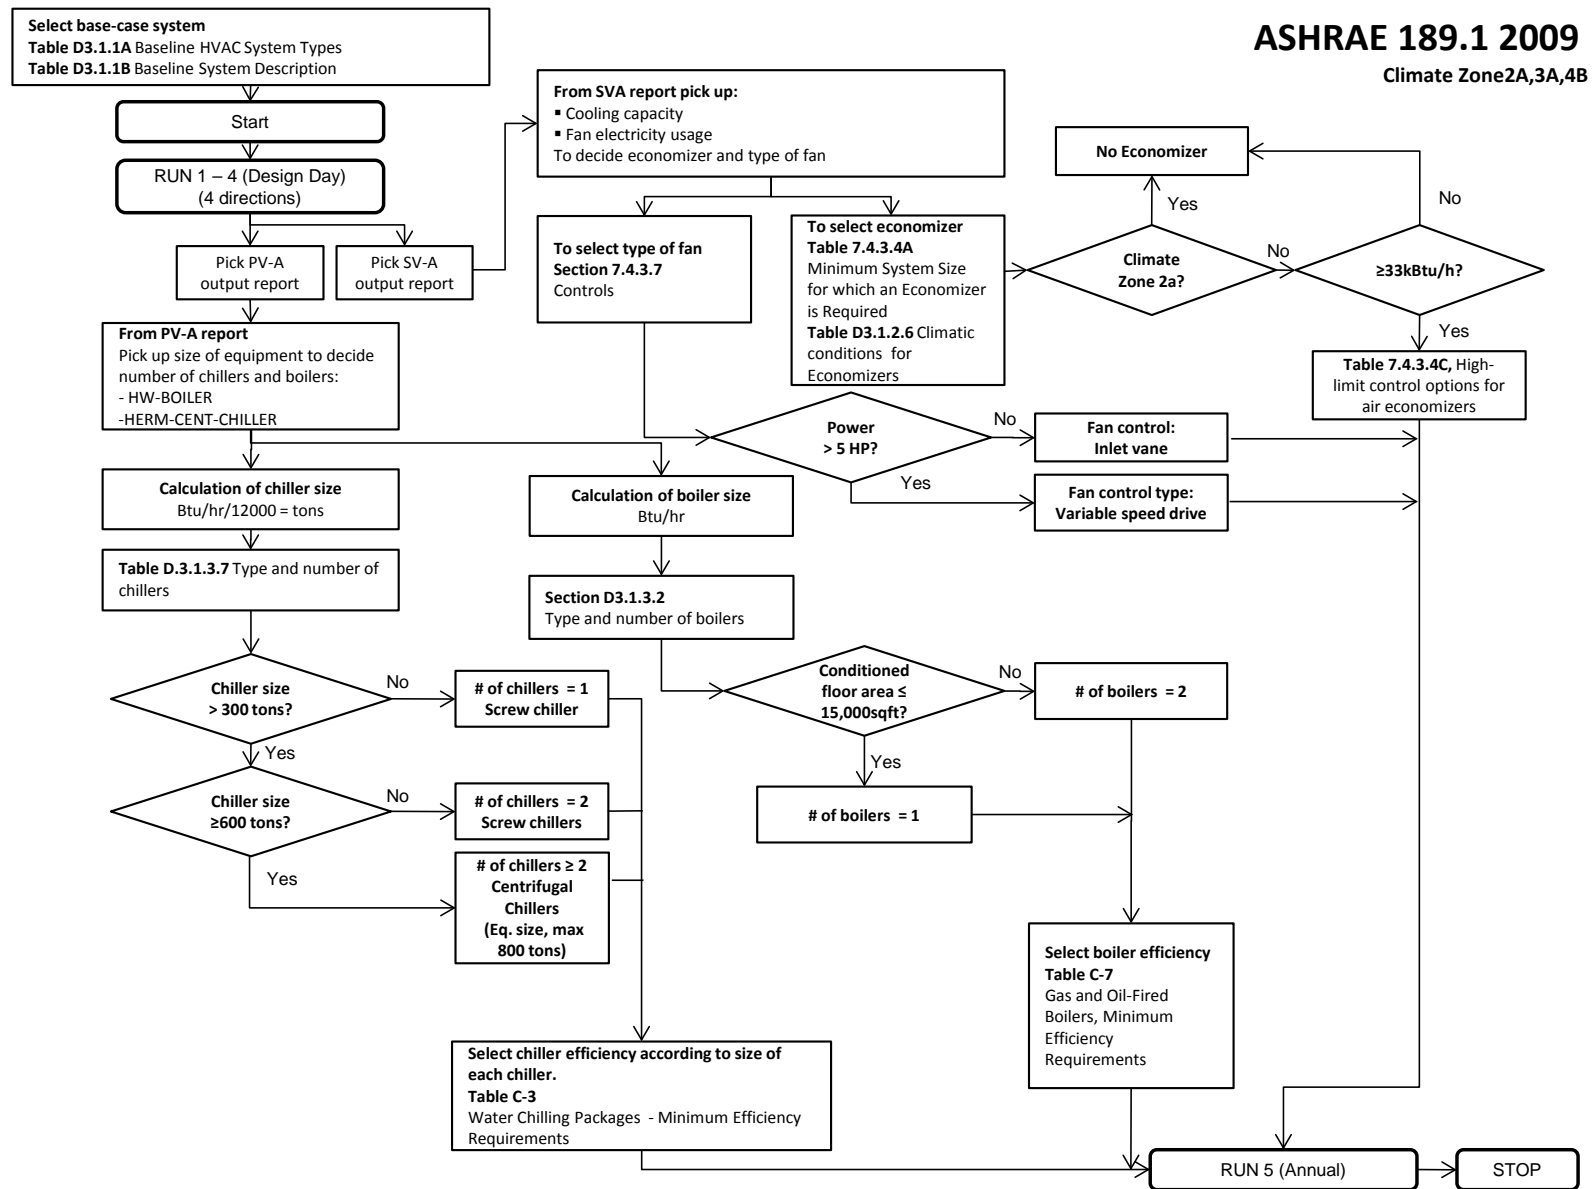 ASHRAE 189.1 2009
Climate Zone2A,3A,4B
Select base-case system
Table D3.1.1A Baseline HVAC System Types
Table D3.1.1B Baseline System Description
Start
RUN 1 – 4 (Design Day)
(4 directions)
Pick PV-A
output report
Pick SV-A
output report
From PV-A report
Pick up size of equipment to decide
number of chillers and boilers:
- HW-BOILER
-HERM-CENT-CHILLER
From SVA report pick up:
▪ Cooling capacity
▪ Fan electricity usage
To decide economizer and type of fan
To select type of fan
Section 7.4.3.7
Controls
To select economizer
Table 7.4.3.4A
Minimum System Size
for which an Economizer
is Required
Table D3.1.2.6 Climatic
conditions for
Economizers
No Economizer
Yes
No
Climate
Zone 2a?
No
≥33kBtu/h?
Yes
Table 7.4.3.4C, High-
limit control options for
air economizers
Power
> 5 HP?
No
Fan control:
Inlet vane
Yes
Fan control type:
Variable speed drive
Calculation of chiller size
Btu/hr/12000 = tons
Calculation of boiler size
Btu/hr
Table D.3.1.3.7 Type and number of
chillers
Section D3.1.3.2
Type and number of boilers
Chiller size
> 300 tons?
No
# of chillers = 1
Screw chiller
Yes
Chiller size
≥600 tons?
No
# of chillers = 2
Screw chillers
Yes
# of chillers ≥ 2
Centrifugal
Chillers
(Eq. size, max
800 tons)
Conditioned
floor area ≤
15,000sqft?
No
# of boilers = 2
Yes
# of boilers = 1
Select boiler efficiency
Table C-7
Gas and Oil-Fired
Boilers, Minimum
Efficiency
Requirements
Select chiller efficiency according to size of
each chiller.
Table C-3
Water Chilling Packages - Minimum Efficiency
Requirements
RUN 5 (Annual)
STOP